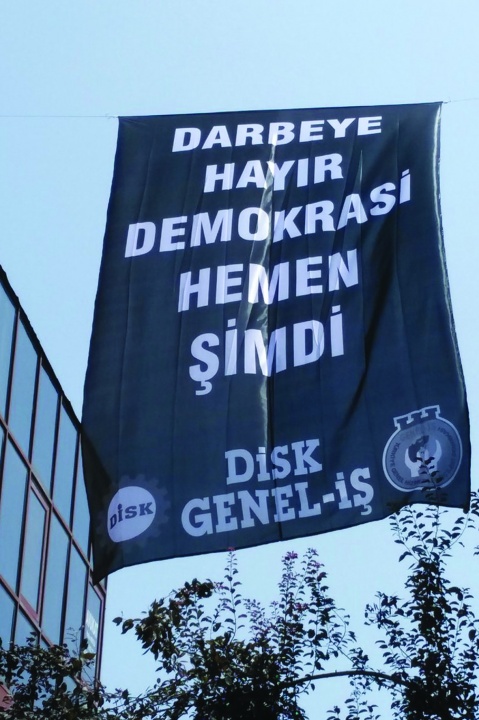 DARBEYE
HAYIR
DEMOKRASİ
HEMEN
ŞİMDİ
DİSK
GENEL-İŞ
DİSK